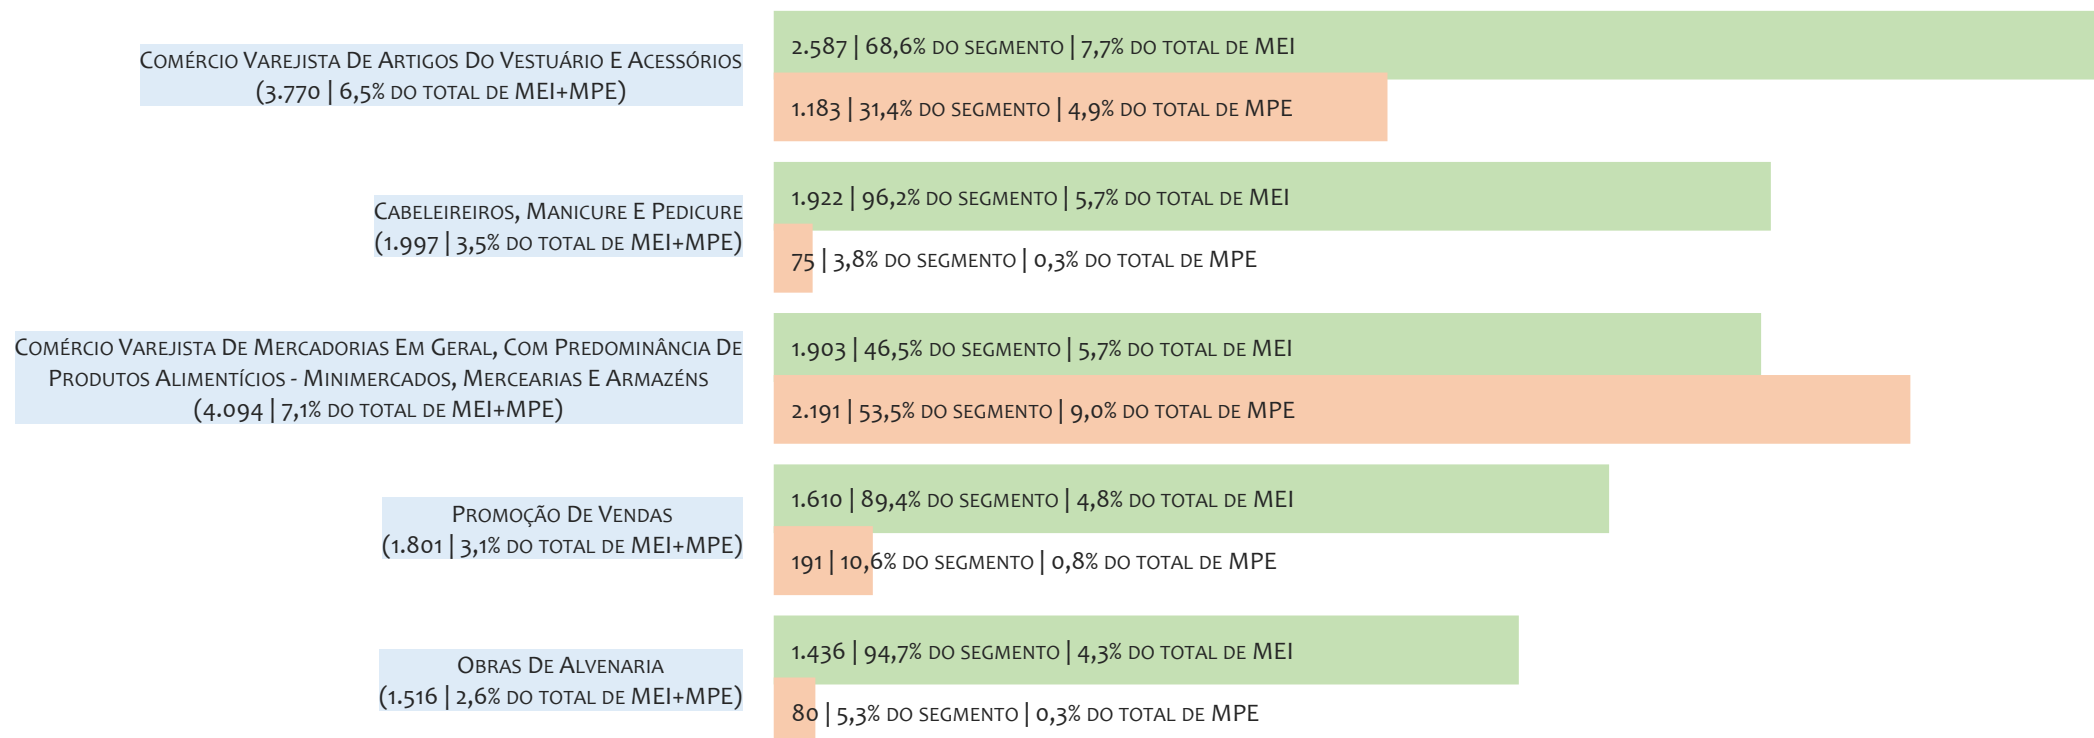 Comércio Varejista De Artigos Do Vestuário E Acessórios
(3.770 | 6,5% do total de MEI+MPE)
2.587 | 68,6% do segmento | 7,7% do total de MEI
1.183 | 31,4% do segmento | 4,9% do total de MPE
Cabeleireiros, Manicure E Pedicure
(1.997 | 3,5% do total de MEI+MPE)
1.922 | 96,2% do segmento | 5,7% do total de MEI
75 | 3,8% do segmento | 0,3% do total de MPE
Comércio Varejista De Mercadorias Em Geral, Com Predominância De
Produtos Alimentícios - Minimercados, Mercearias E Armazéns
(4.094 | 7,1% do total de MEI+MPE)
1.903 | 46,5% do segmento | 5,7% do total de MEI
2.191 | 53,5% do segmento | 9,0% do total de MPE
Promoção De Vendas
(1.801 | 3,1% do total de MEI+MPE)
1.610 | 89,4% do segmento | 4,8% do total de MEI
191 | 10,6% do segmento | 0,8% do total de MPE
Obras De Alvenaria
(1.516 | 2,6% do total de MEI+MPE)
1.436 | 94,7% do segmento | 4,3% do total de MEI
80 | 5,3% do segmento | 0,3% do total de MPE